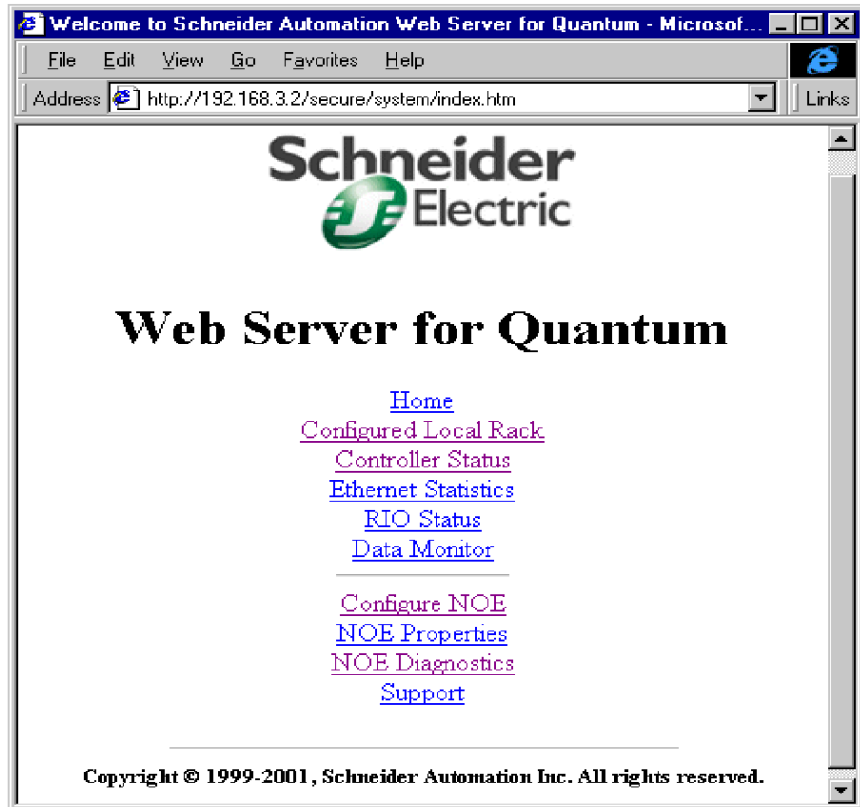 Welcome to Schneider Automation Web Server for Quantum - Microsof...
File Edit View Go Favorites Help
Address http://192.168.3.2/secure/system/index.htm Links
Schneider
Electric
Web Server for Quantum
Home
Configured Local Rack
Controller Status
Ethernet Statistics
RIO Status
Data Monitor
Configure NOE
NOE Properties
NOE Diagnostics
Support
Copyright © 1999-2001, Schneider Automation Inc. All rights reserved.